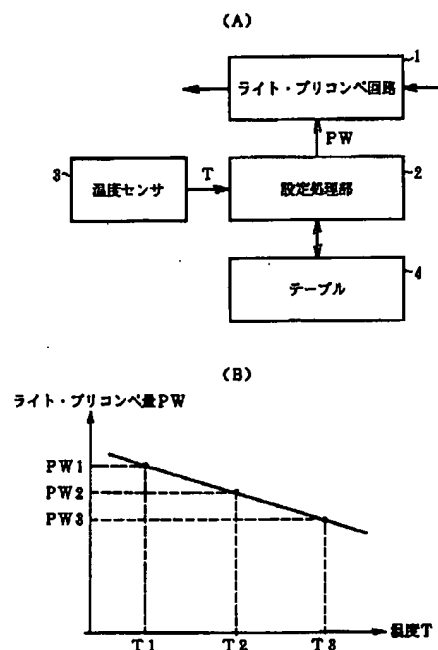 (A)
1
ライト・プリコンペ回路
PW
3
温度センサ
T
設定処理部
2
テーブル
4
(B)
ライト・プリコンペ量PW
PW1
PW2
PW3
T1 T2 T3
温度T